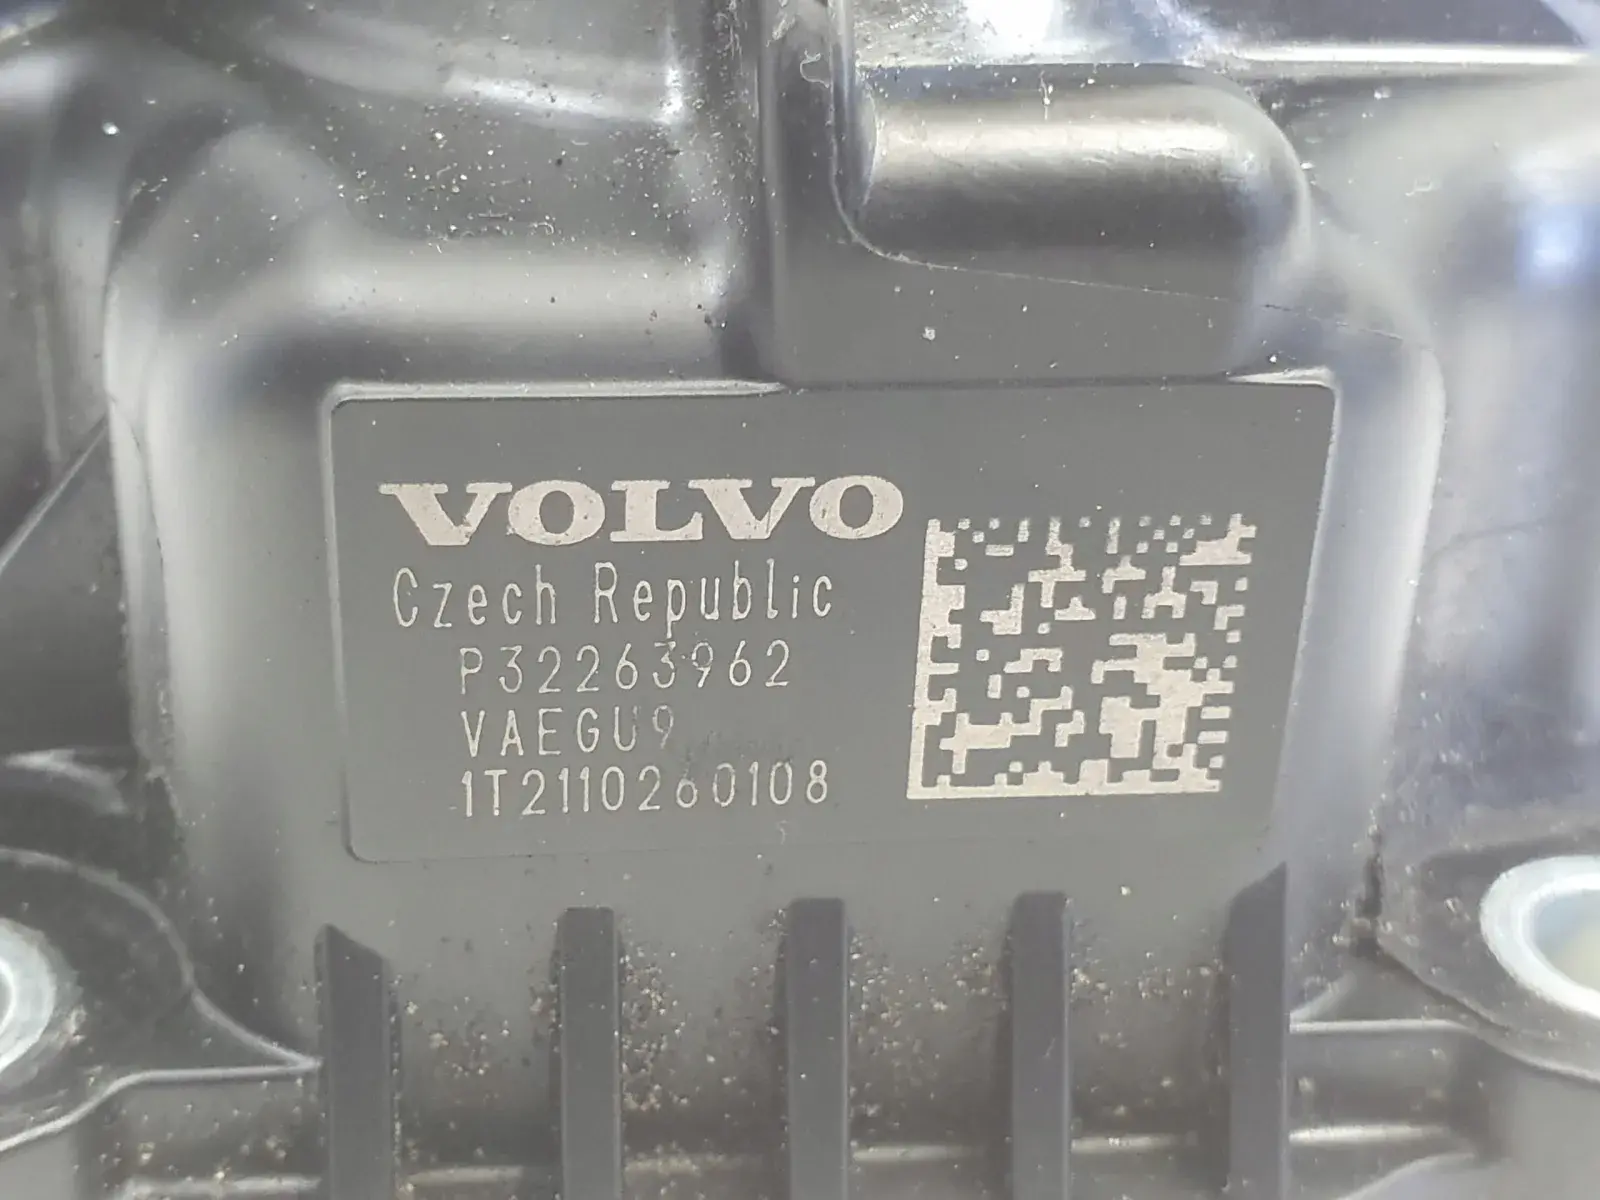 VOLVO
Czech Republic
P32263962
VAEGU9
1T2110260108